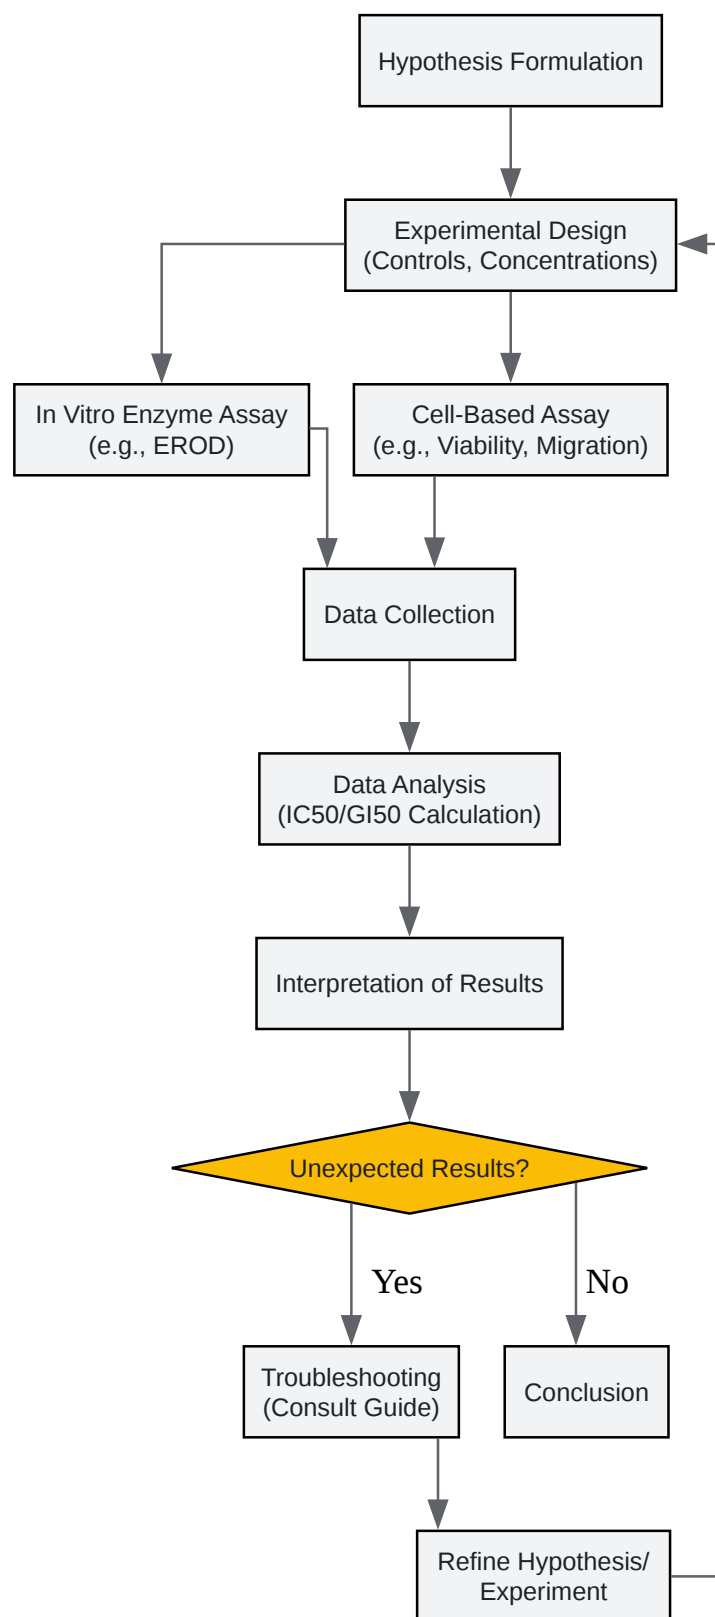 Hypothesis Formulation
Experimental Design
(Controls, Concentrations)
In Vitro Enzyme Assay
(e.g., EROD)
Cell-Based Assay
(e.g., Viability, Migration)
Data Collection
Data Analysis
(IC50/GI50 Calculation)
Interpretation of Results
Unexpected Results?
Yes
No
Troubleshooting
(Consult Guide)
Conclusion
Refine Hypothesis/
Experiment